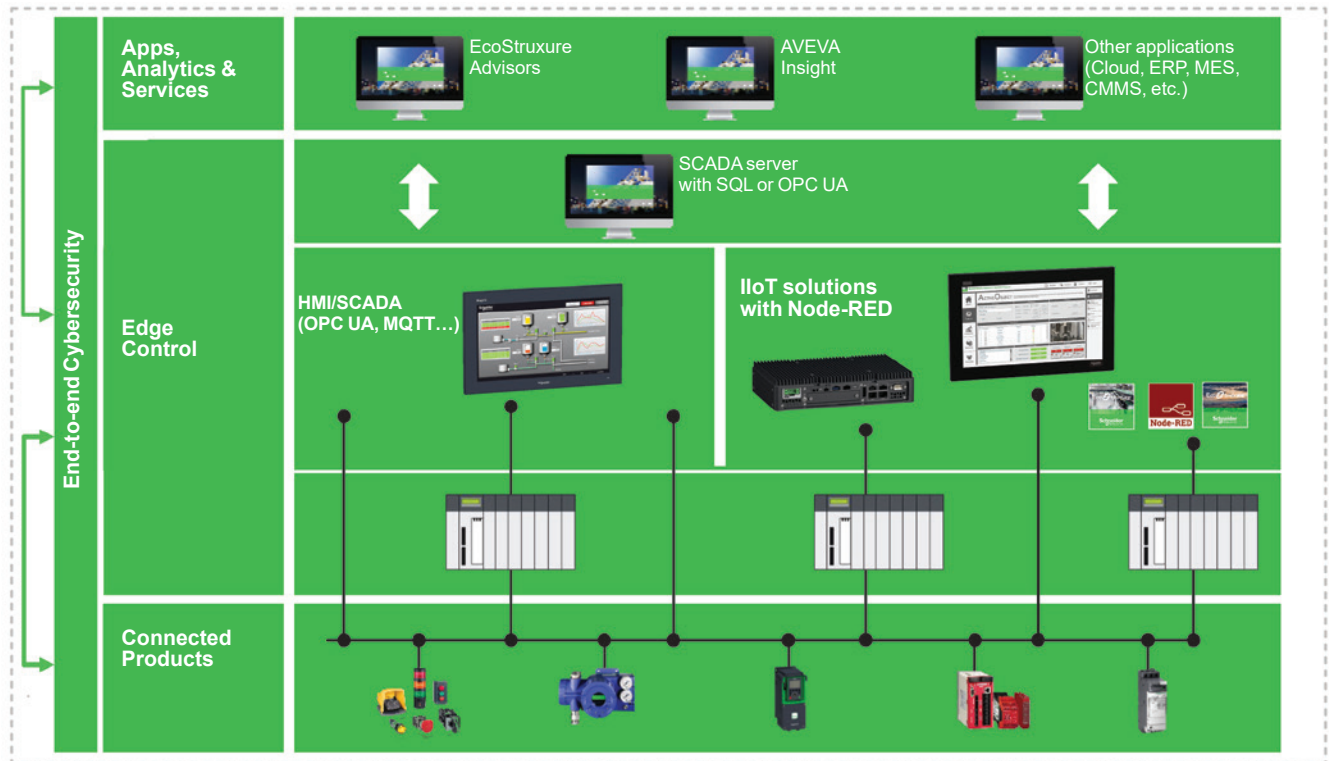 Apps,
Analytics &
Services
EcoStruxure
Advisors
AVEVA
Insight
Other applications
(Cloud, ERP, MES,
CMMS, etc.)
End-to-end Cybersecurity
Edge
Control
SCADA server
with SQL or OPC UA
HMI/SCADA
(OPC UA, MQTT…)
IIoT solutions
with Node-RED
Schneider
Node-RED
Schneider
Connected
Products